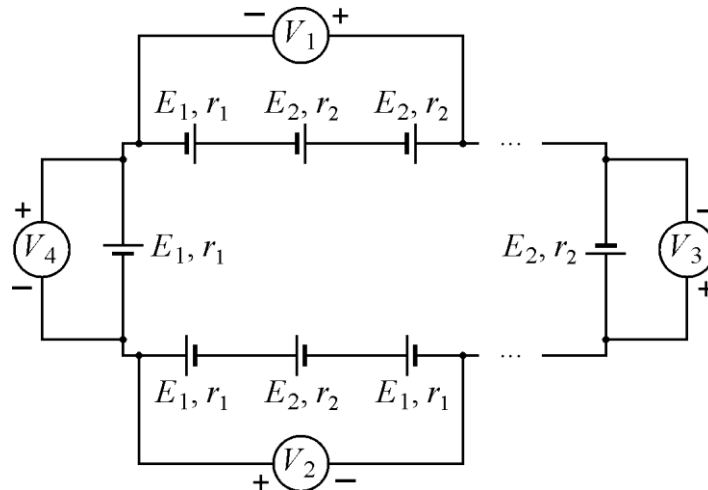 − V1 +
E1, r1 E2, r2 E2, r2
...
+ −
V4 E1, r1 E2, r2 V3
− +
...
E1, r1 E2, r2 E1, r1
+ V2 −